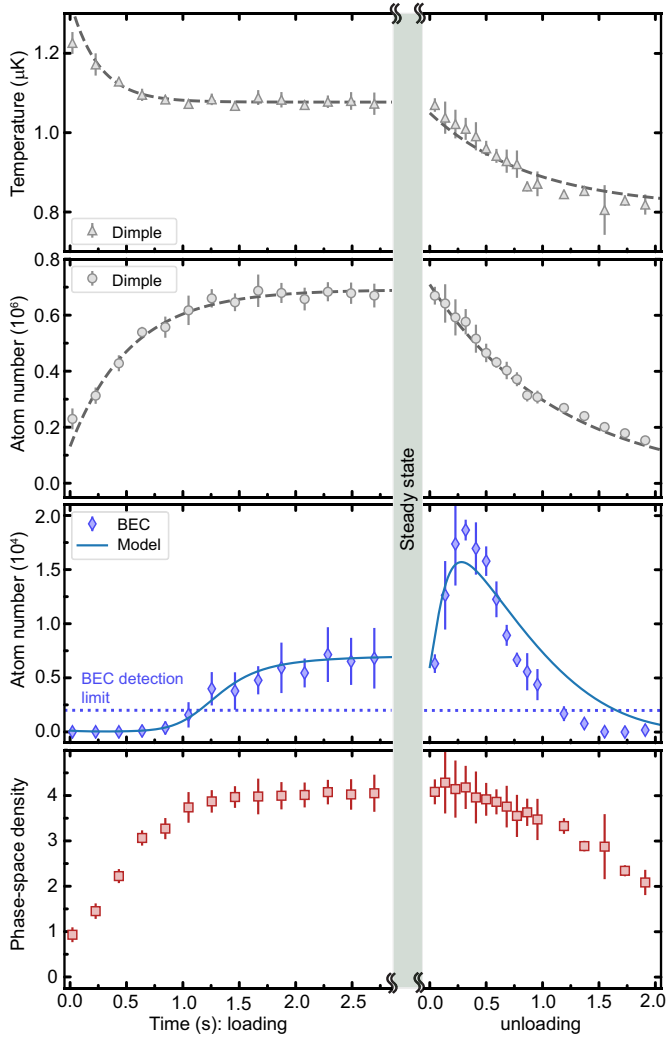 Temperature (μK)
1.2
1.0
0.8
Dimple
Atom number (10⁶)
0.8
0.6
0.4
0.2
0.0
Dimple
Steady state
Atom number (10⁴)
2.0
1.5
1.0
0.5
0.0
BEC
Model
BEC detection
limit
Phase-space density
4
3
2
1
0
0.0 0.5 1.0 1.5 2.0 2.5
0.0 0.5 1.0 1.5 2.0
Time (s): loading
unloading